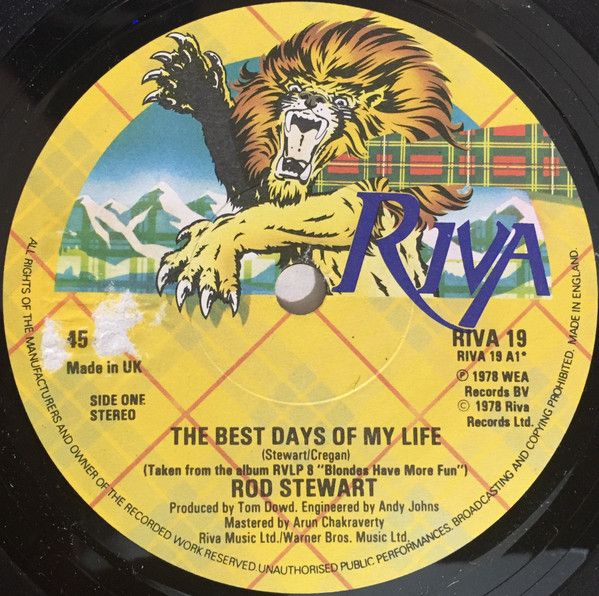 RIVA
45
Made in UK
SIDE ONE
STEREO
RIVA 19
RIVA 19 A1°
℗ 1978 WEA
Records BV
© 1978 Riva
Records Ltd.
THE BEST DAYS OF MY LIFE
(Stewart/Cregan)
(Taken from the album RVLP 8 "Blondes Have More Fun")
ROD STEWART
Produced by Tom Dowd. Engineered by Andy Johns
Mastered by Arun Chakraverty
Riva Music Ltd./Warner Bros. Music Ltd.
ALL RIGHTS OF THE MANUFACTURERS AND OWNER OF THE RECORDED WORK RESERVED. UNAUTHORISED PUBLIC PERFORMANCES, BROADCASTING AND COPYING PROHIBITED, MADE IN ENGLAND.